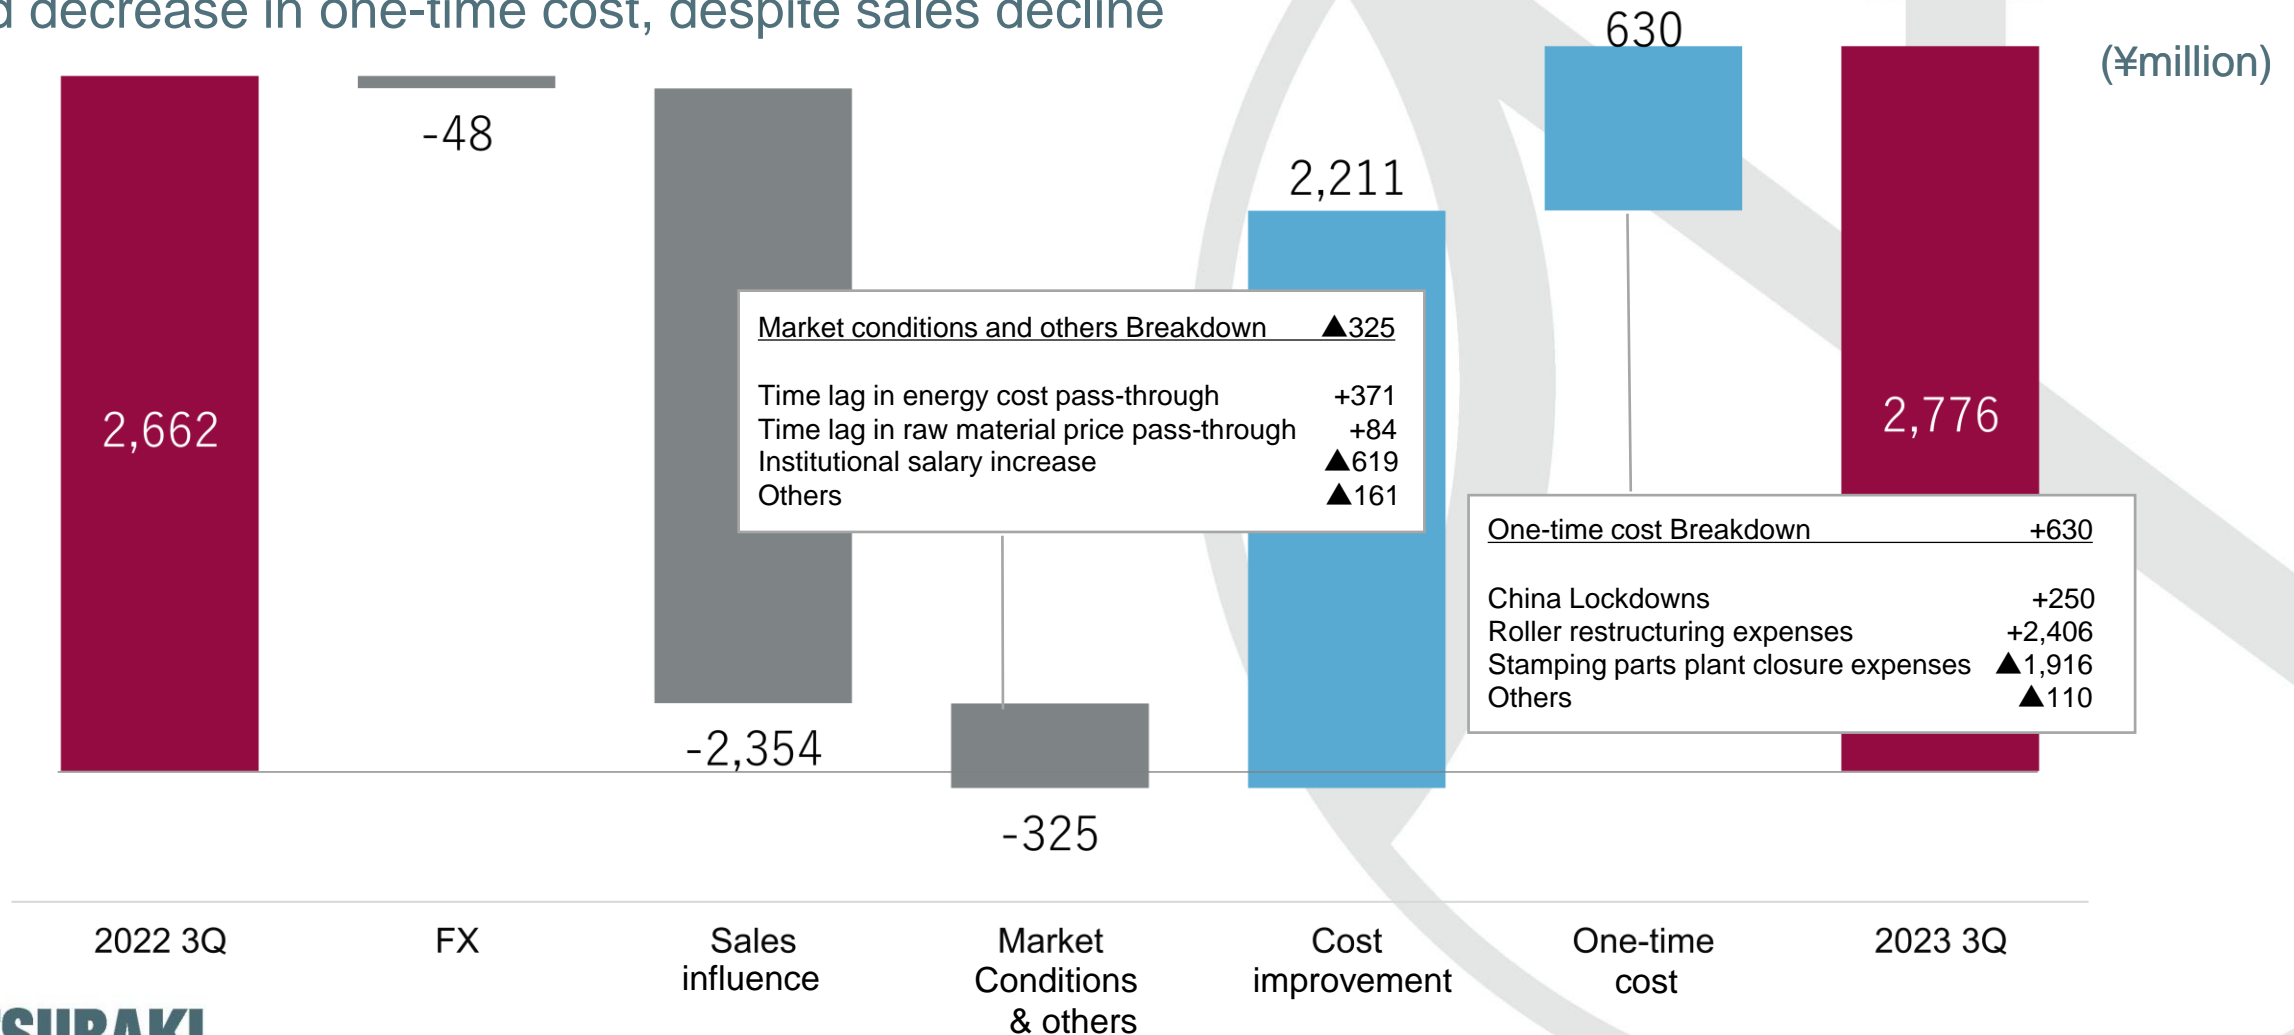 decrease in one-time cost, despite sales decline
(¥million)
630
-48
2,211
2,662
2,776
Market conditions and others Breakdown ▲325
Time lag in energy cost pass-through +371
Time lag in raw material price pass-through +84
Institutional salary increase ▲619
Others ▲161
One-time cost Breakdown +630
China Lockdowns +250
Roller restructuring expenses +2,406
Stamping parts plant closure expenses ▲1,916
Others ▲110
-2,354
-325
2022 3Q
FX
Sales
influence
Market
Conditions
& others
Cost
improvement
One-time
cost
2023 3Q